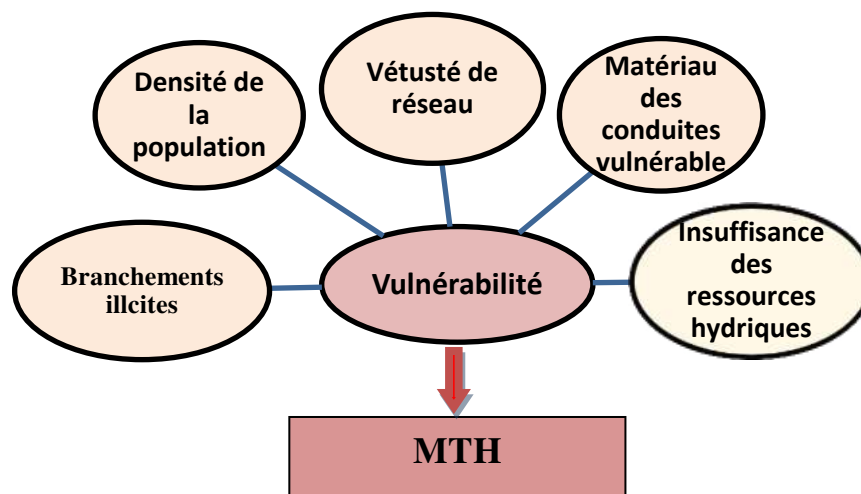 Densité de
la
population
Vétusté de
réseau
Matériau
des
conduites
vulnérable
Branchements
illcites
Vulnérabilité
Insuffisance
des
ressources
hydriques
MTH